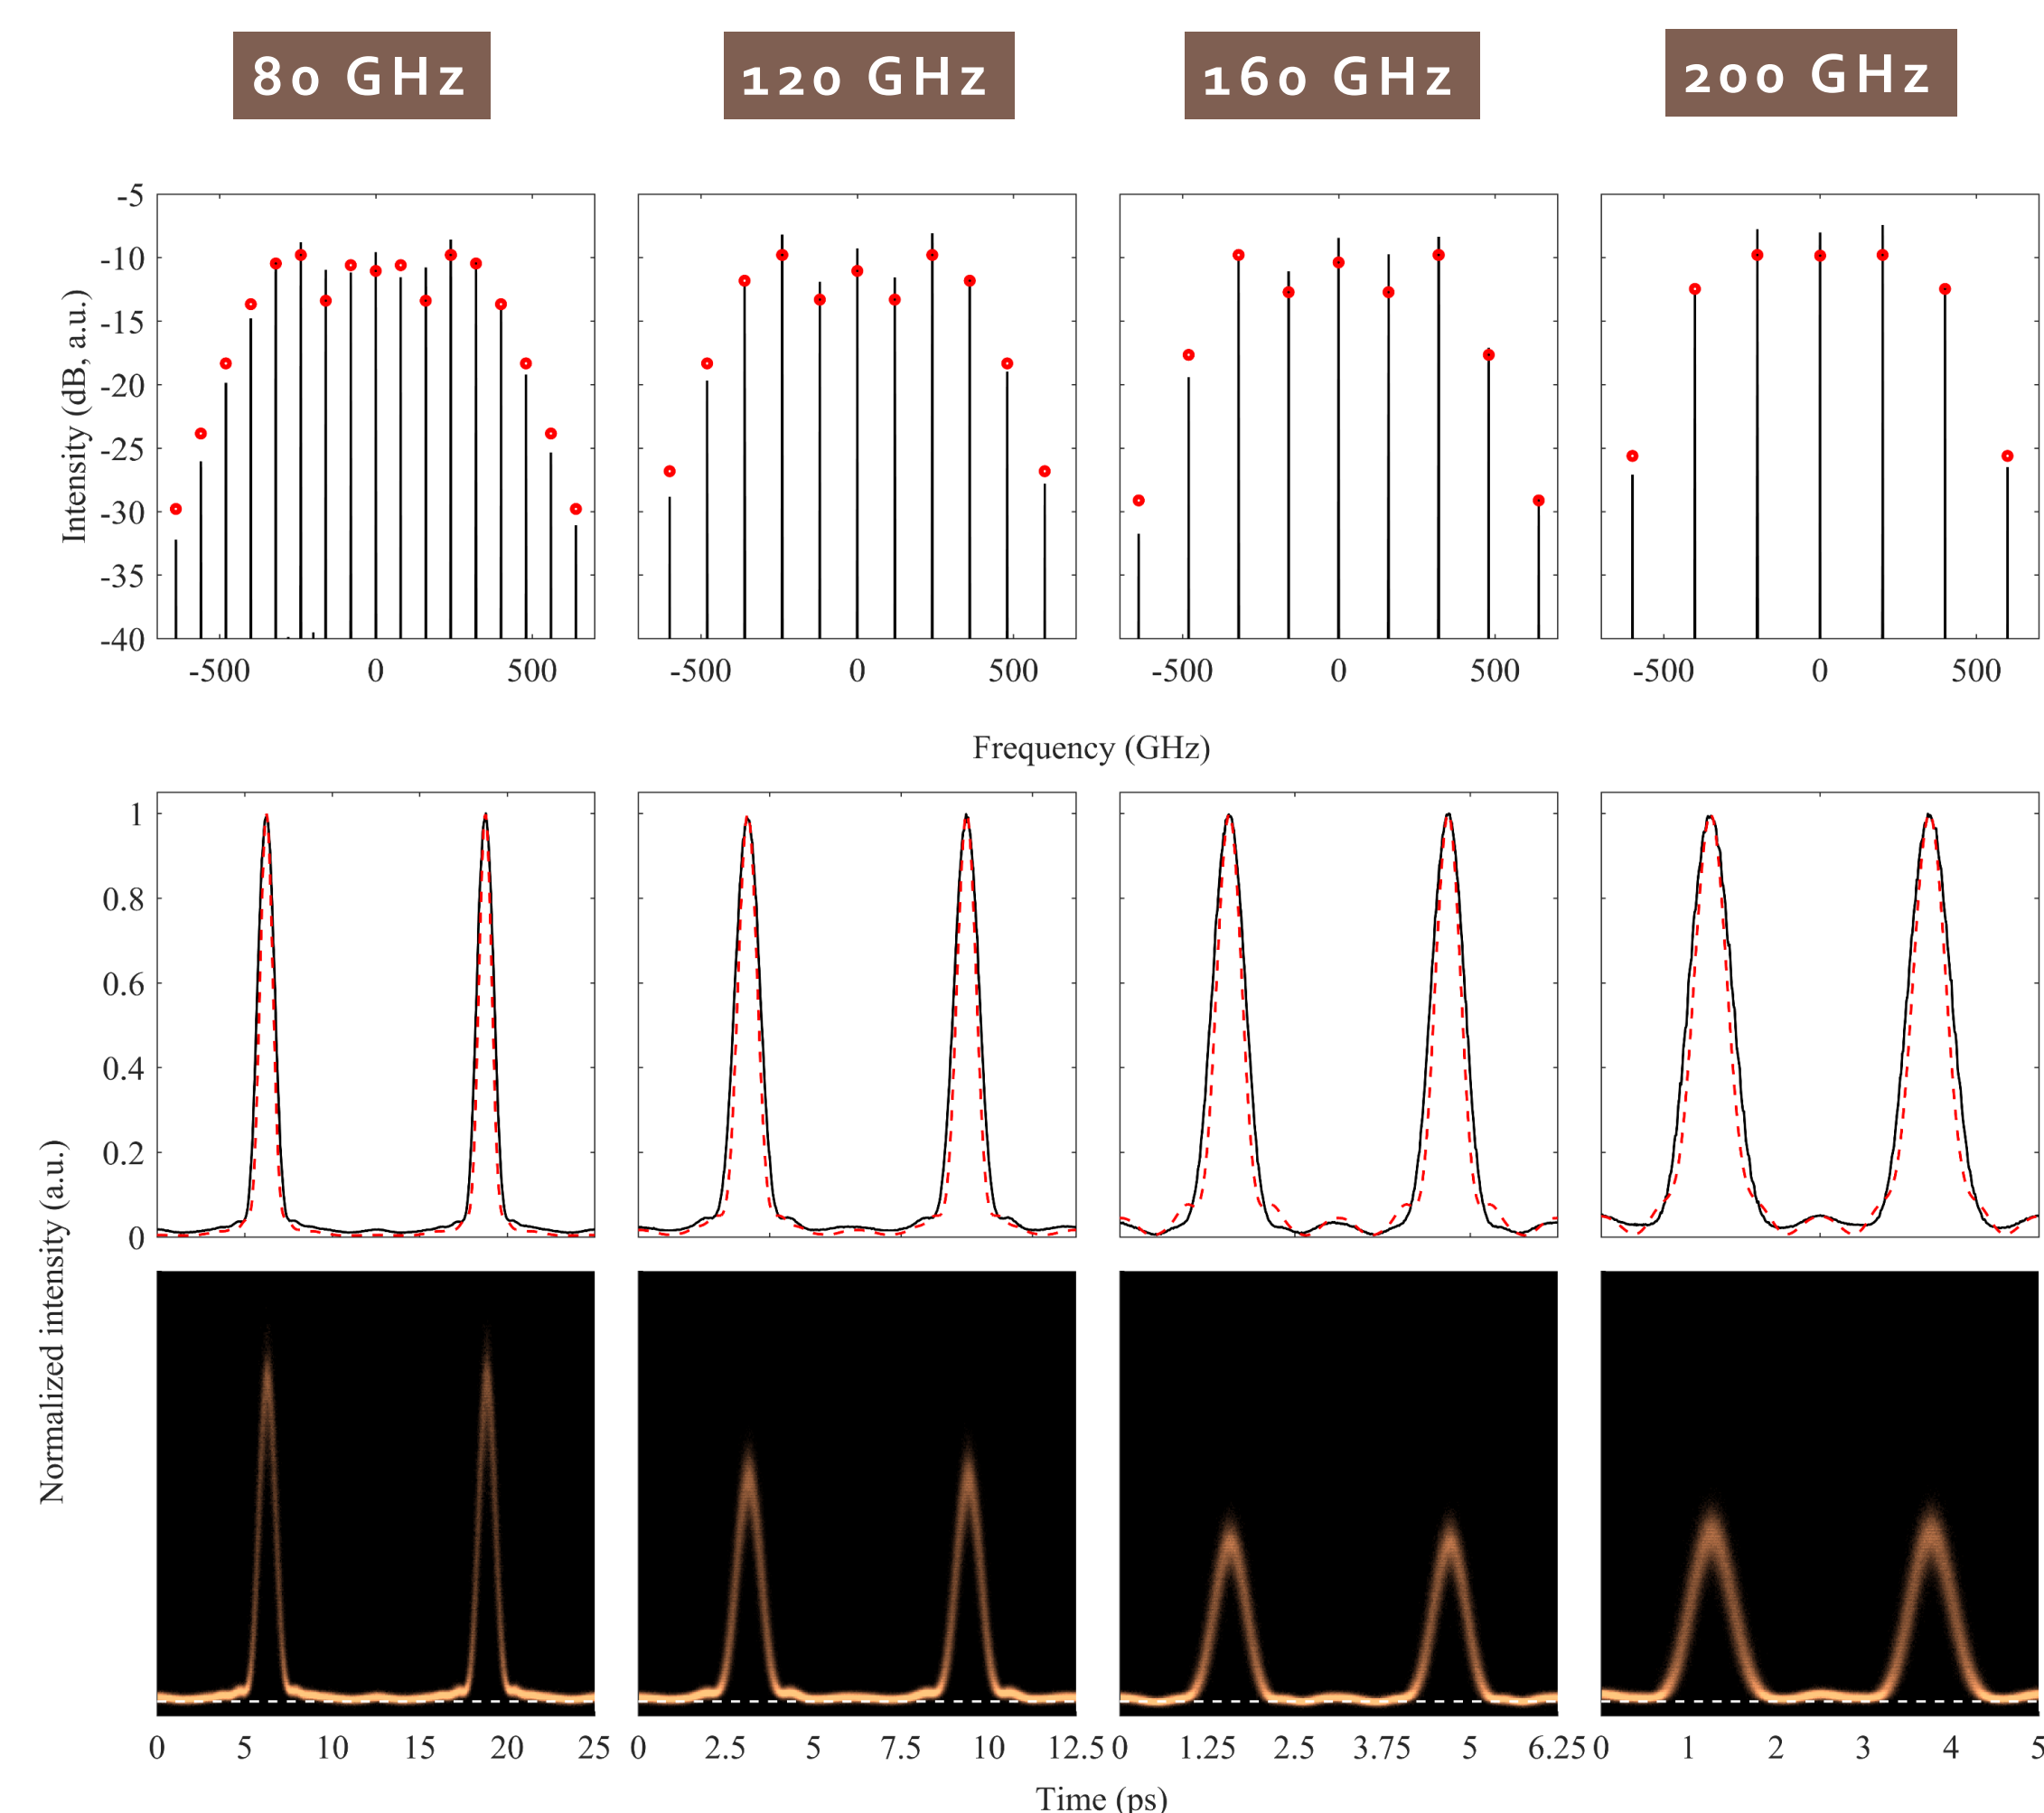 80 GHz
120 GHz
160 GHz
200 GHz
Intensity (dB, a.u.)
-5
-10
-15
-20
-25
-30
-35
-40
-500 0 500
-500 0 500
-500 0 500
-500 0 500
Frequency (GHz)
Normalized intensity (a.u.)
1
0.8
0.6
0.4
0.2
0
0 5 10 15 20 25
0 2.5 5 7.5 10 12.5
0 1.25 2.5 3.75 5 6.25
0 1 2 3 4 5
Time (ps)